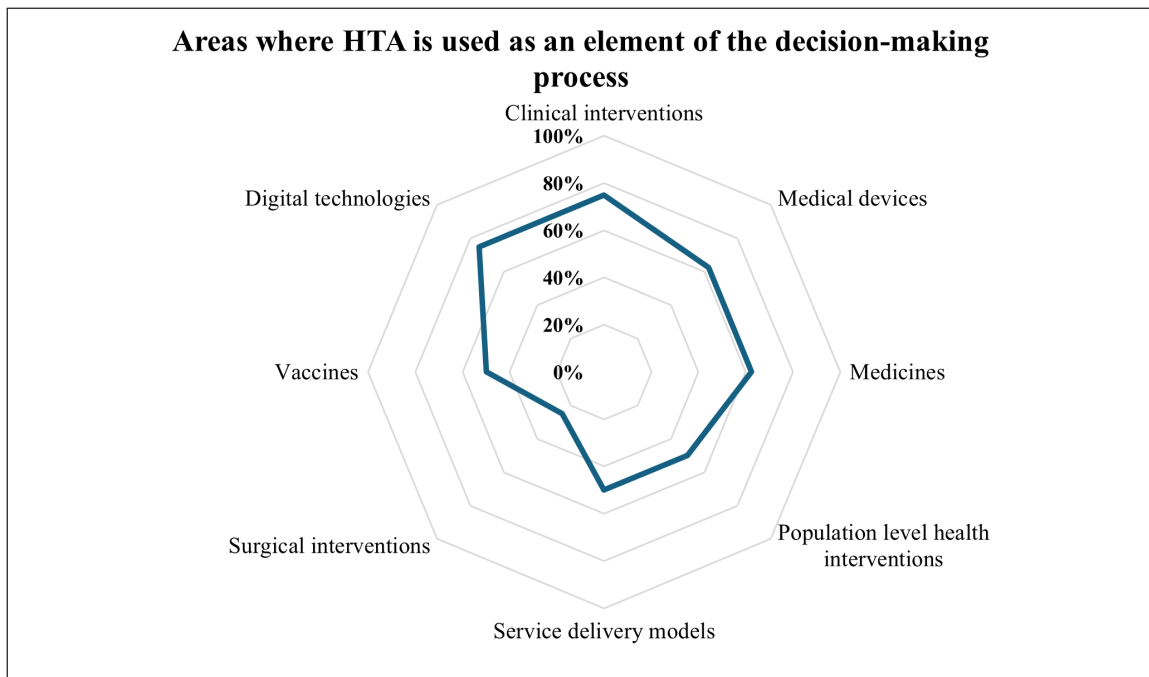 Areas where HTA is used as an element of the decision-making
process
Clinical interventions
100%
80%
60%
40%
20%
0%
Digital technologies
Medical devices
Vaccines
Medicines
Surgical interventions
Population level health
interventions
Service delivery models